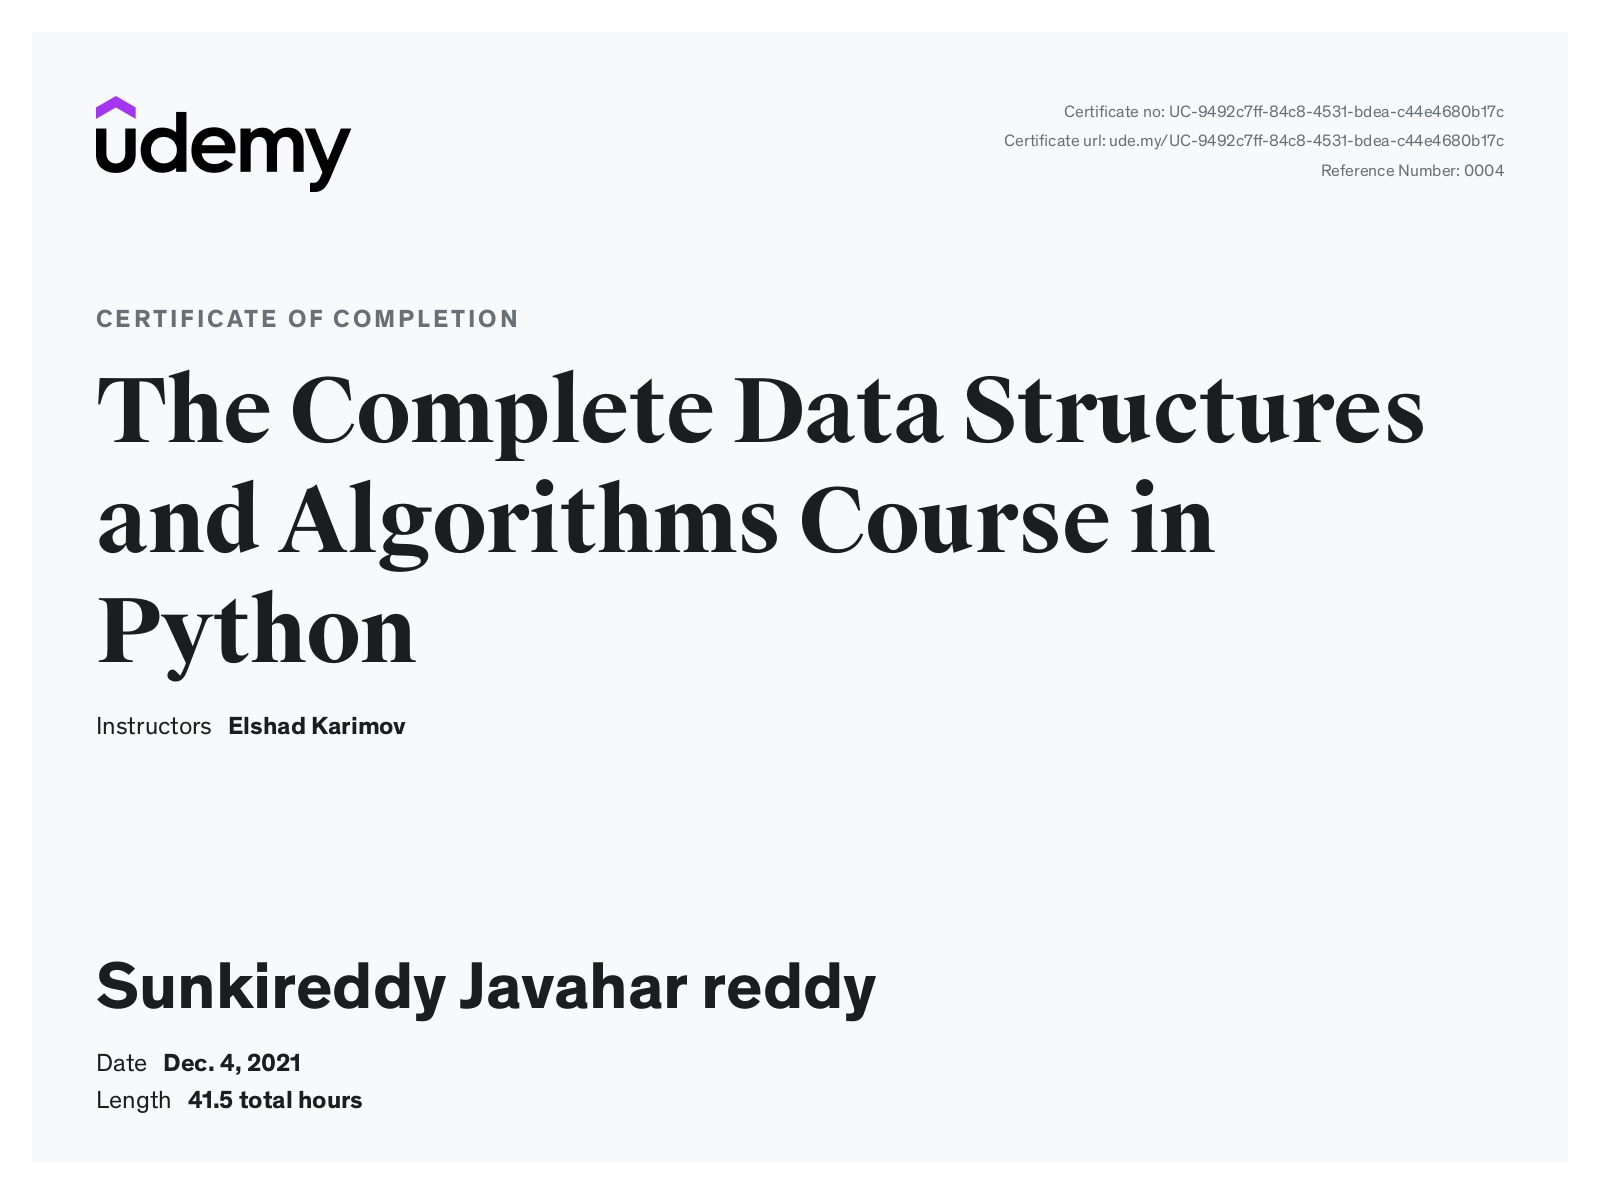 udemy
Certificate no: UC-9492c7ff-84c8-4531-bdea-c44e4680b17c
Certificate url: ude.my/UC-9492c7ff-84c8-4531-bdea-c44e4680b17c
Reference Number: 0004
CERTIFICATE OF COMPLETION
The Complete Data Structures
and Algorithms Course in
Python
Instructors Elshad Karimov
Sunkireddy Javahar reddy
Date Dec. 4, 2021
Length 41.5 total hours